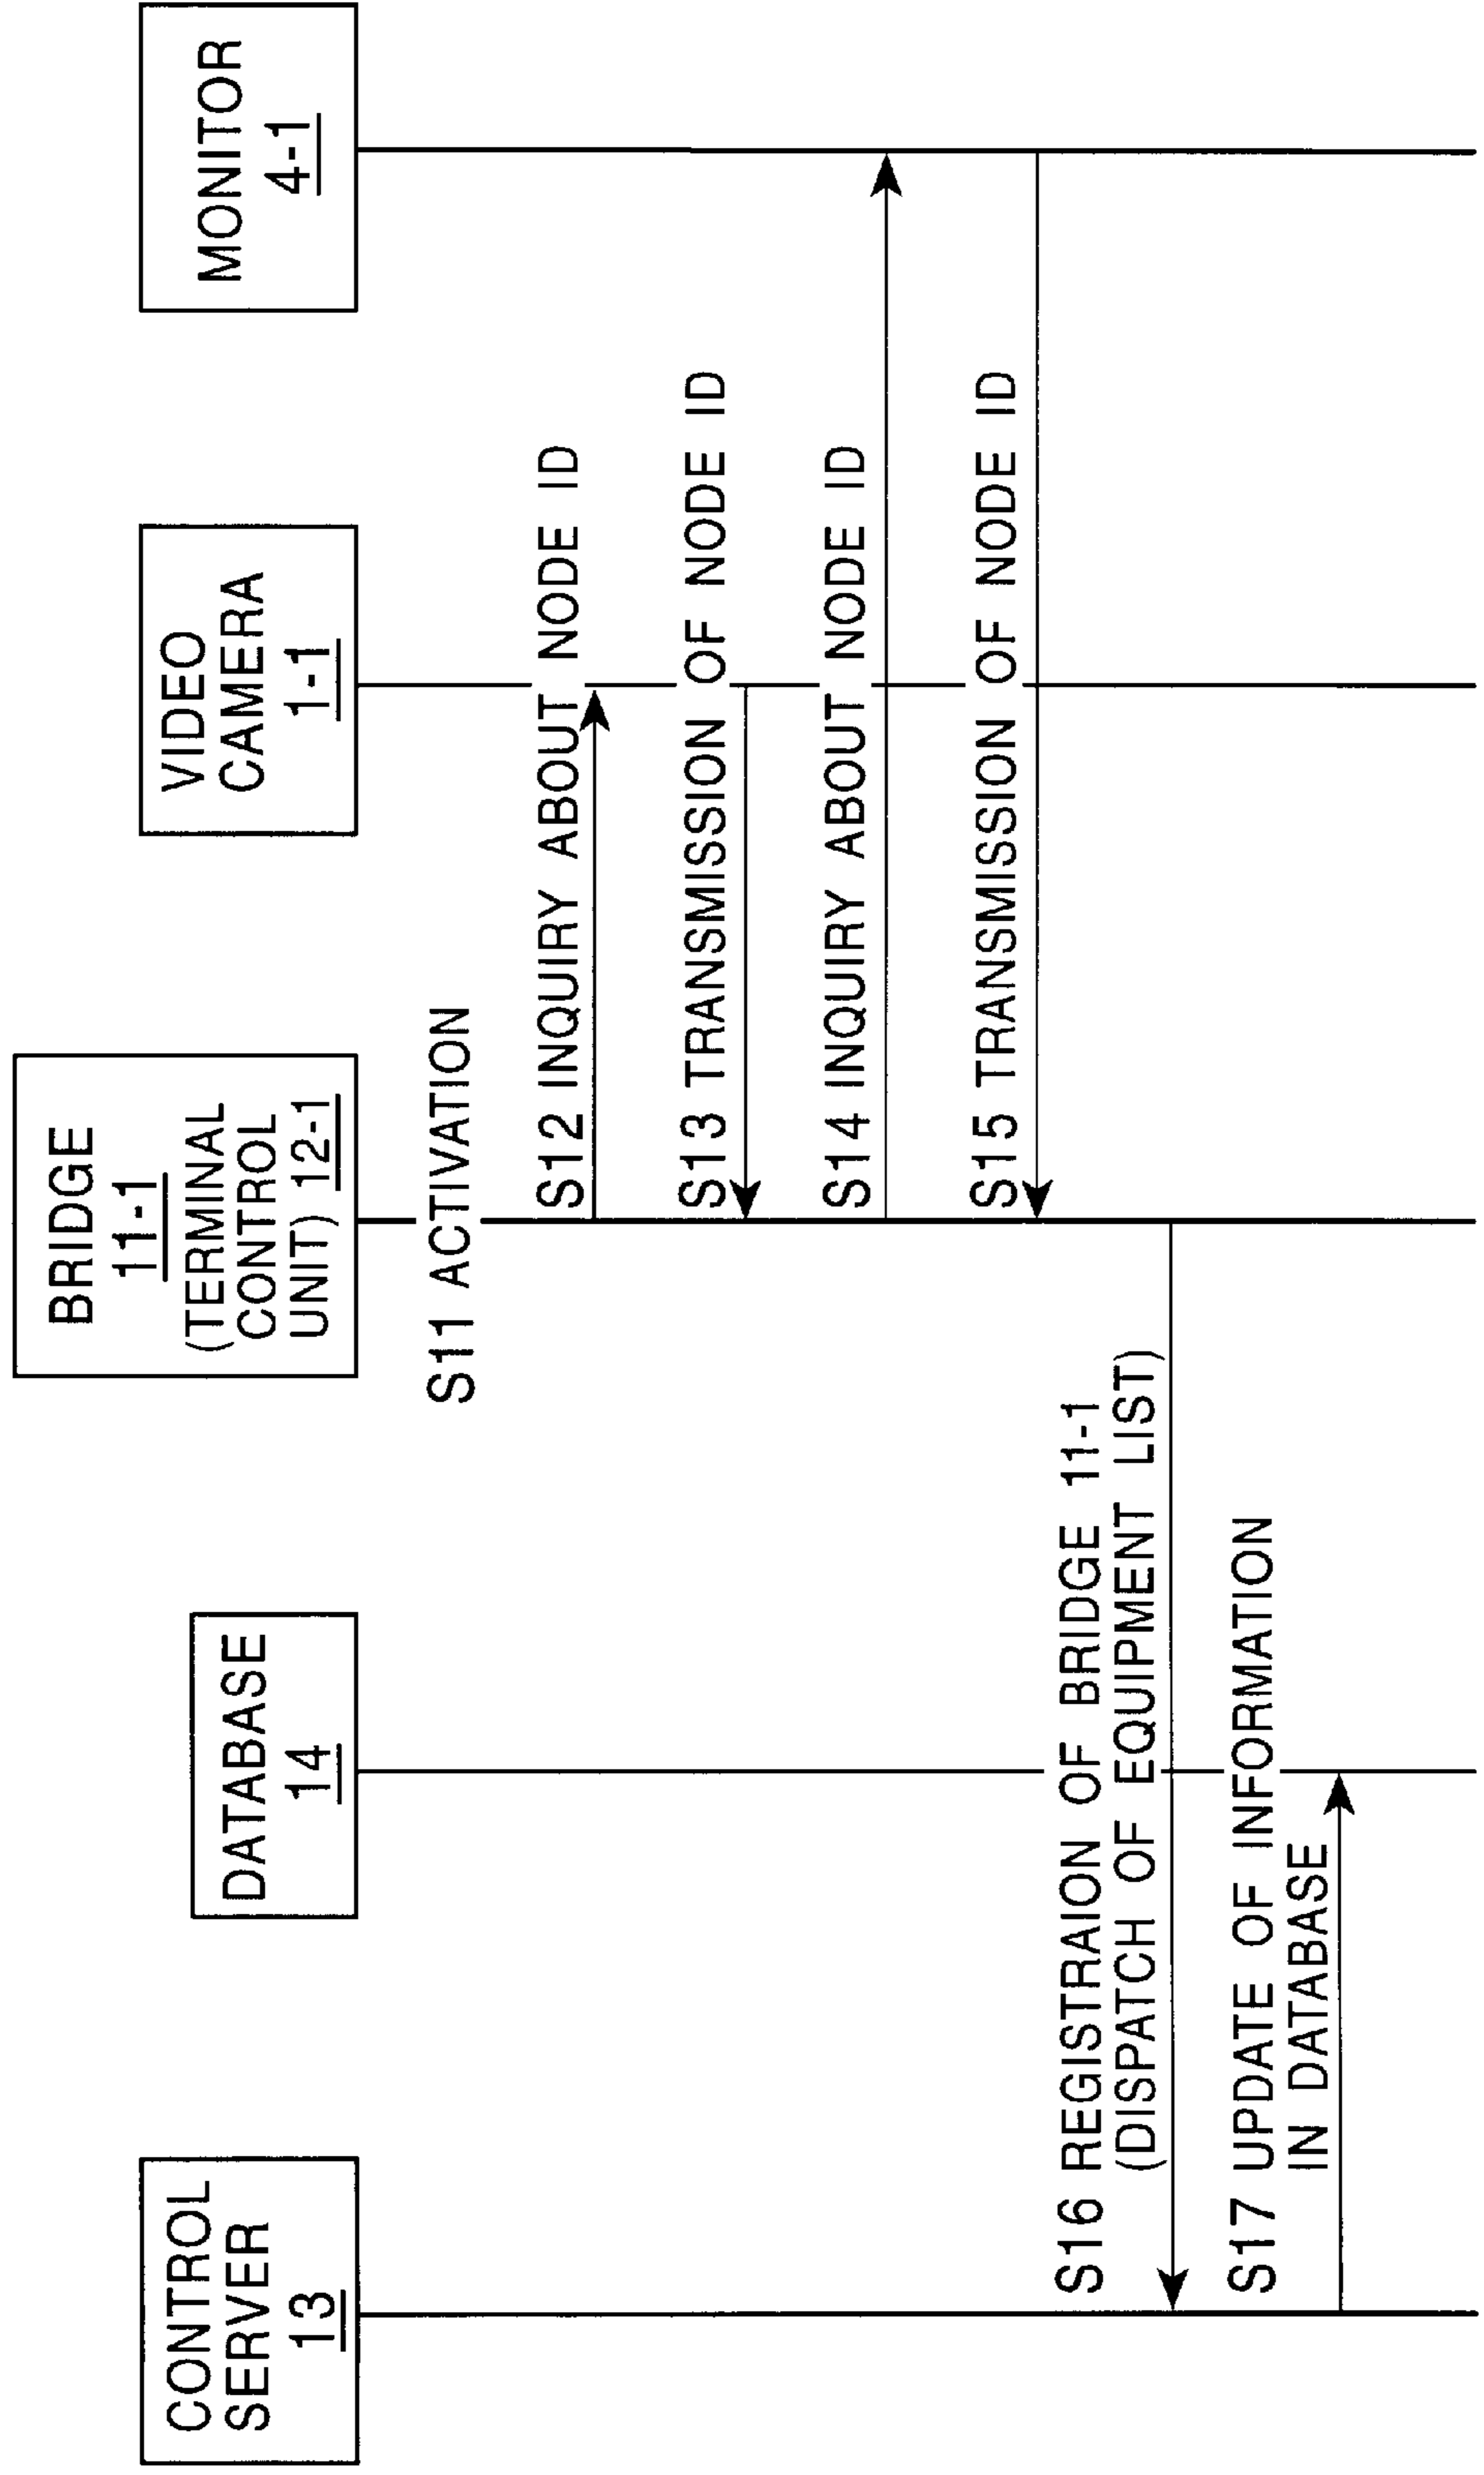 CONTROL
SERVER
13
DATABASE
14
BRIDGE
11-1
(TERMINAL
CONTROL
UNIT) 12-1
VIDEO
CAMERA
1-1
MONITOR
4-1
S11 ACTIVATION
S12 INQUIRY ABOUT NODE ID
S13 TRANSMISSION OF NODE ID
S14 INQUIRY ABOUT NODE ID
S15 TRANSMISSION OF NODE ID
S16 REGISTRAION OF BRIDGE 11-1
(DISPATCH OF EQUIPMENT LIST)
S17 UPDATE OF INFORMATION
IN DATABASE